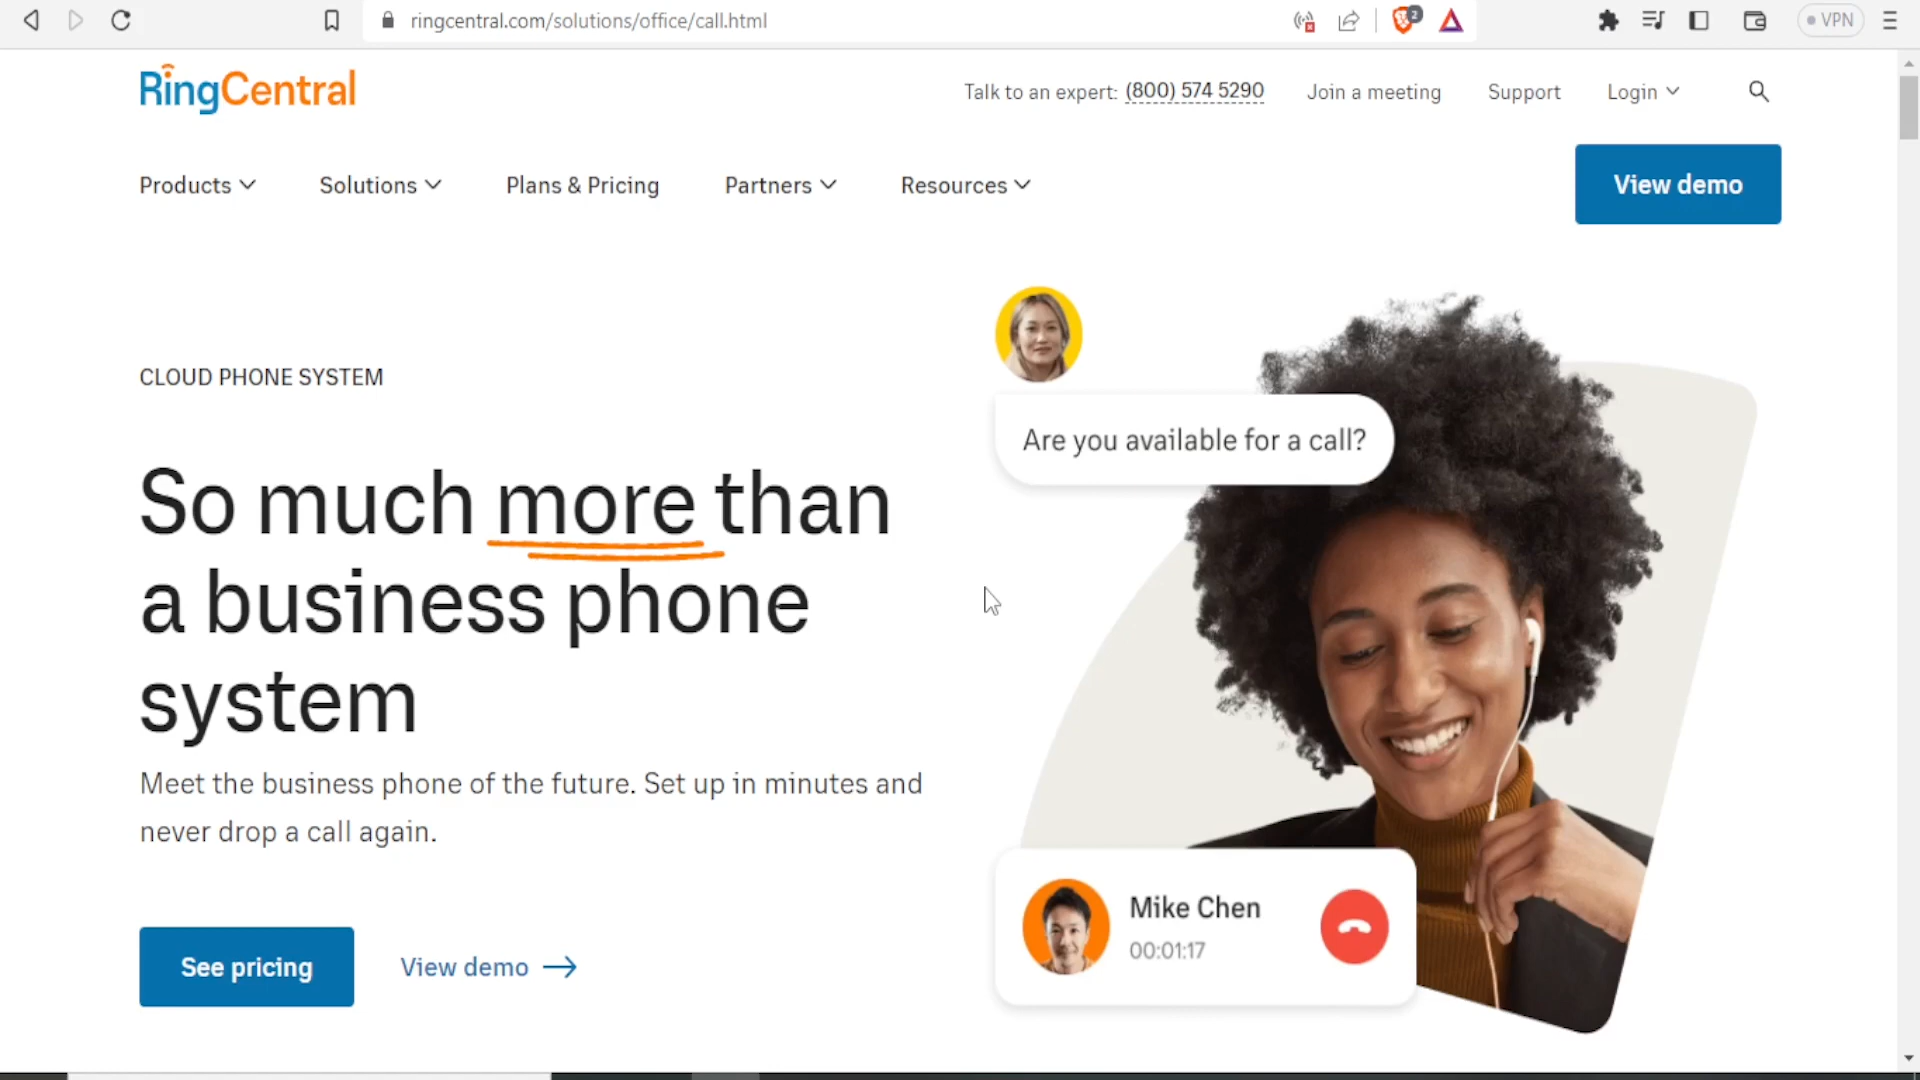 ringcentral.com/solutions/office/call.html
2
VPN
RingCentral
Talk to an expert: (800) 574 5290
Join a meeting
Support
Login
Products
Solutions
Plans & Pricing
Partners
Resources
View demo
CLOUD PHONE SYSTEM
So much more than
a business phone
system
Meet the business phone of the future. Set up in minutes and
never drop a call again.
See pricing
View demo
Are you available for a call?
Mike Chen
00:01:17